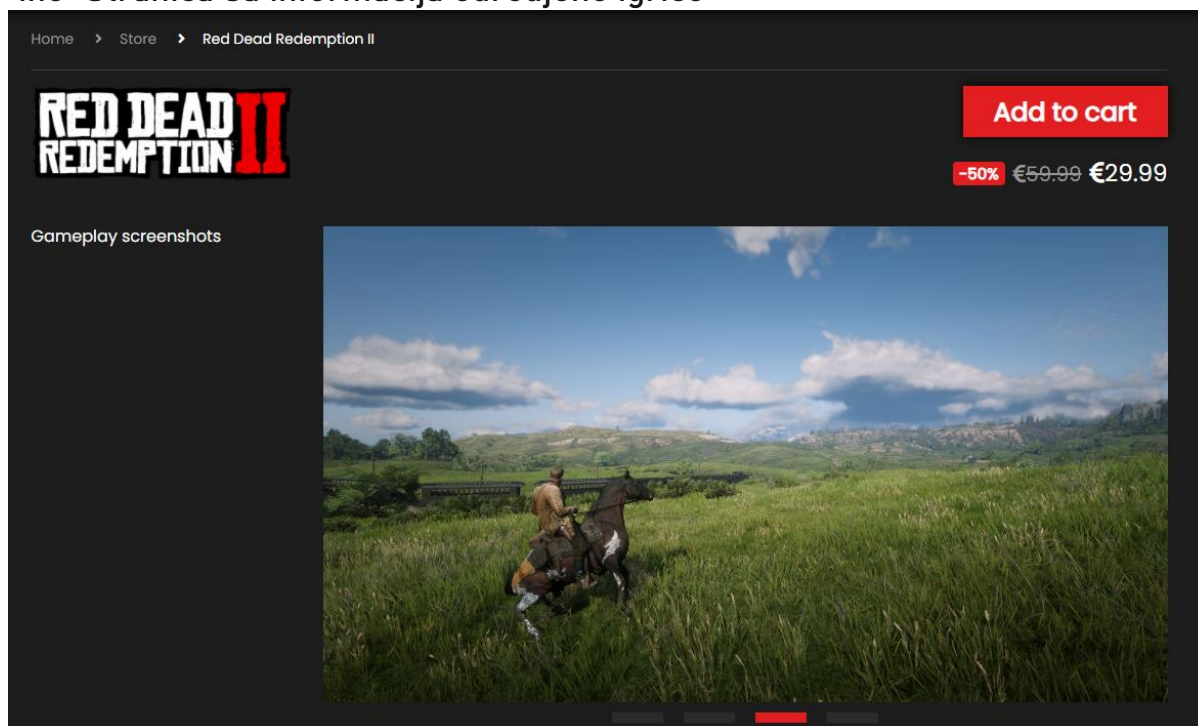 Home > Store > Red Dead Redemption II
RED DEAD
REDEMPTION II
Add to cart
-50% €59.99 €29.99
Gameplay screenshots